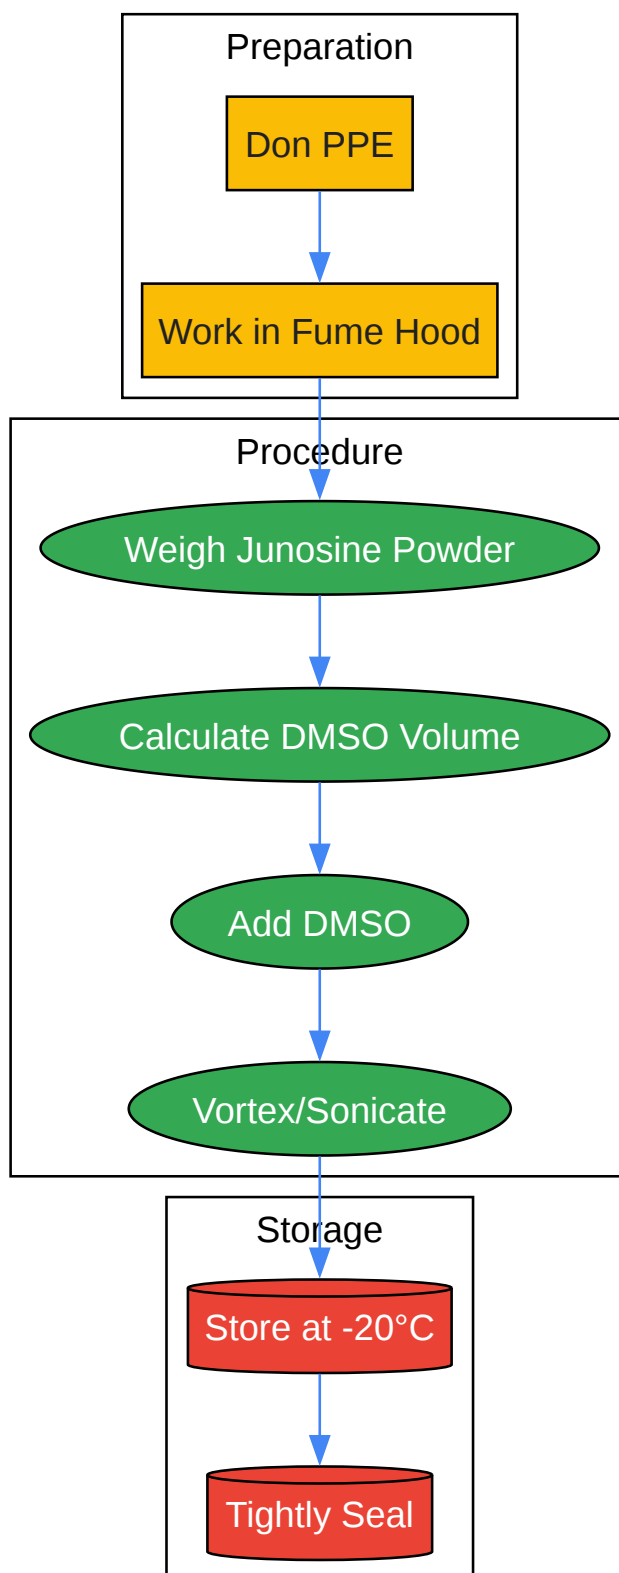 Preparation
Don PPE
Work in Fume Hood
Procedure
Weigh Junosine Powder
Calculate DMSO Volume
Add DMSO
Vortex/Sonicate
Storage
Store at -20°C
Tightly Seal